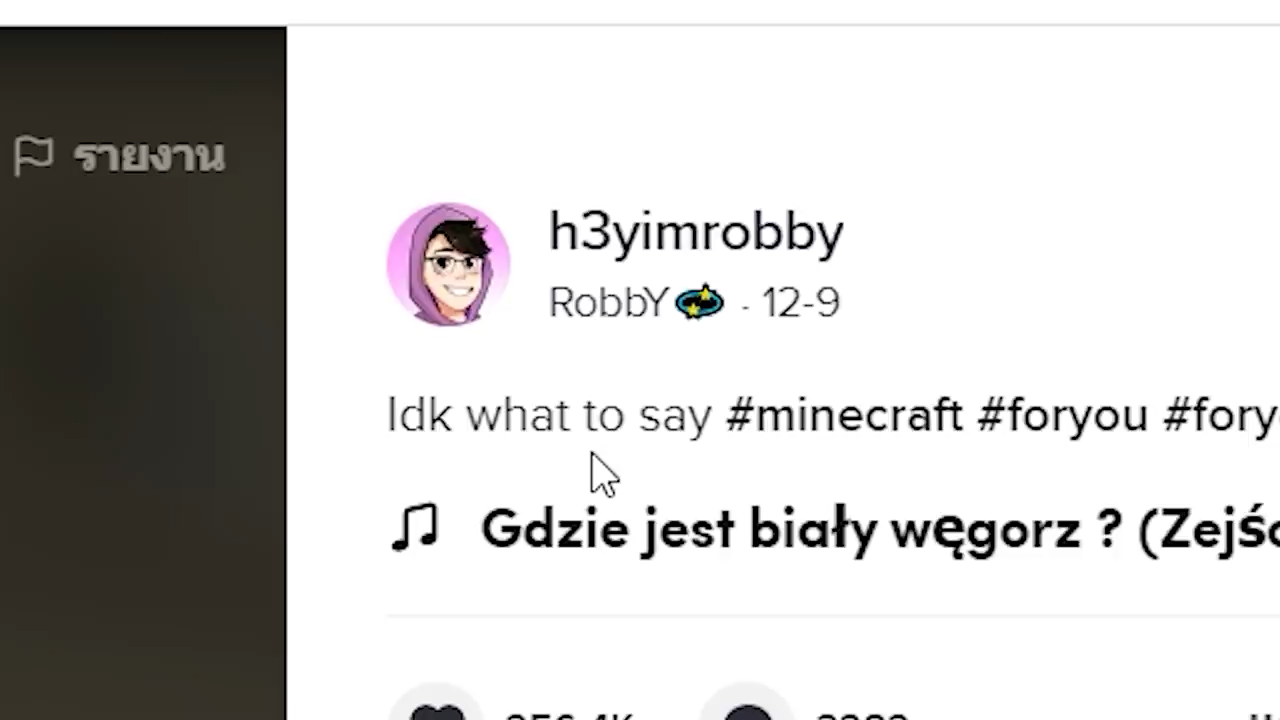 รายงาน
h3yimrobby
RobbY💫 · 12-9
Idk what to say #minecraft #foryou
Gdzie jest biały węgorz ?